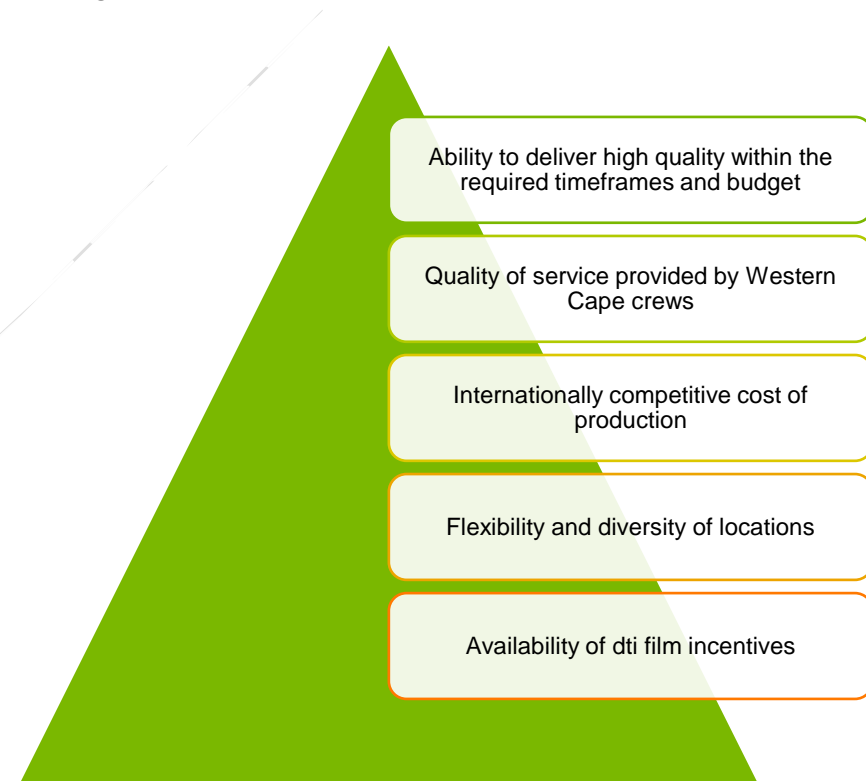 Ability to deliver high quality within the
required timeframes and budget
Quality of service provided by Western
Cape crews
Internationally competitive cost of
production
Flexibility and diversity of locations
Availability of dti film incentives